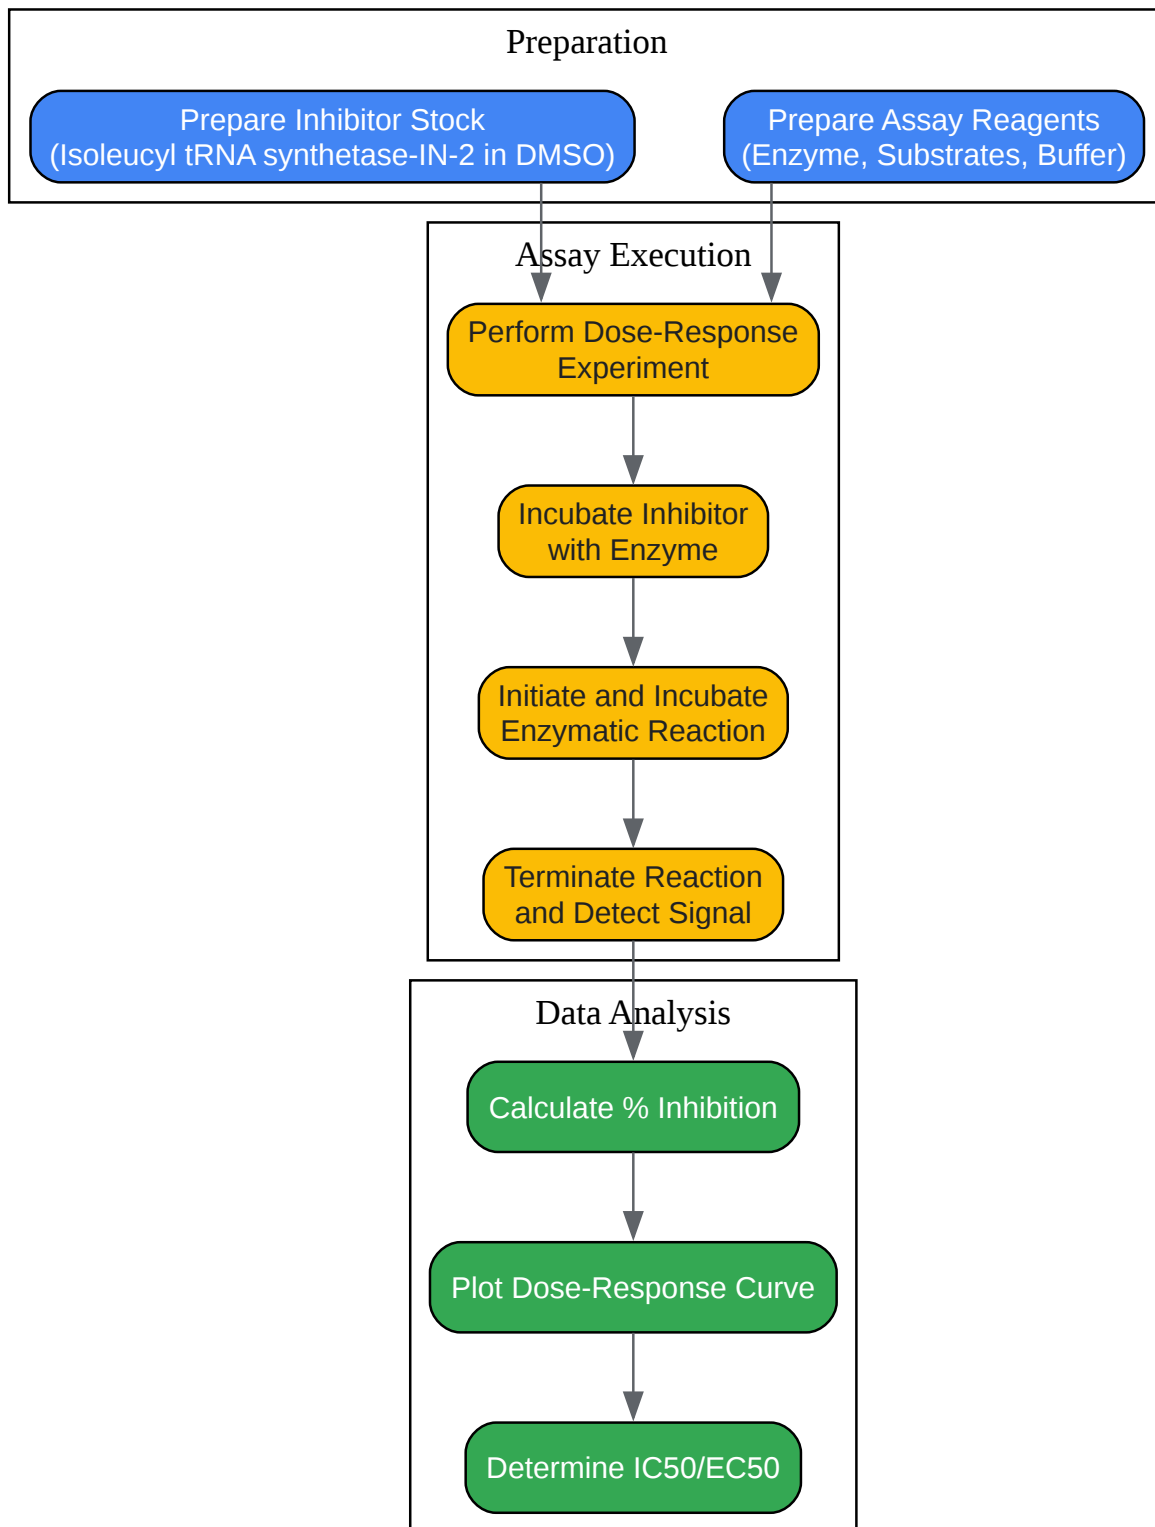 Preparation
Prepare Inhibitor Stock
(Isoleucyl tRNA synthetase-IN-2 in DMSO)
Prepare Assay Reagents
(Enzyme, Substrates, Buffer)
Assay Execution
Perform Dose-Response
Experiment
Incubate Inhibitor
with Enzyme
Initiate and Incubate
Enzymatic Reaction
Terminate Reaction
and Detect Signal
Data Analysis
Calculate % Inhibition
Plot Dose-Response Curve
Determine IC50/EC50